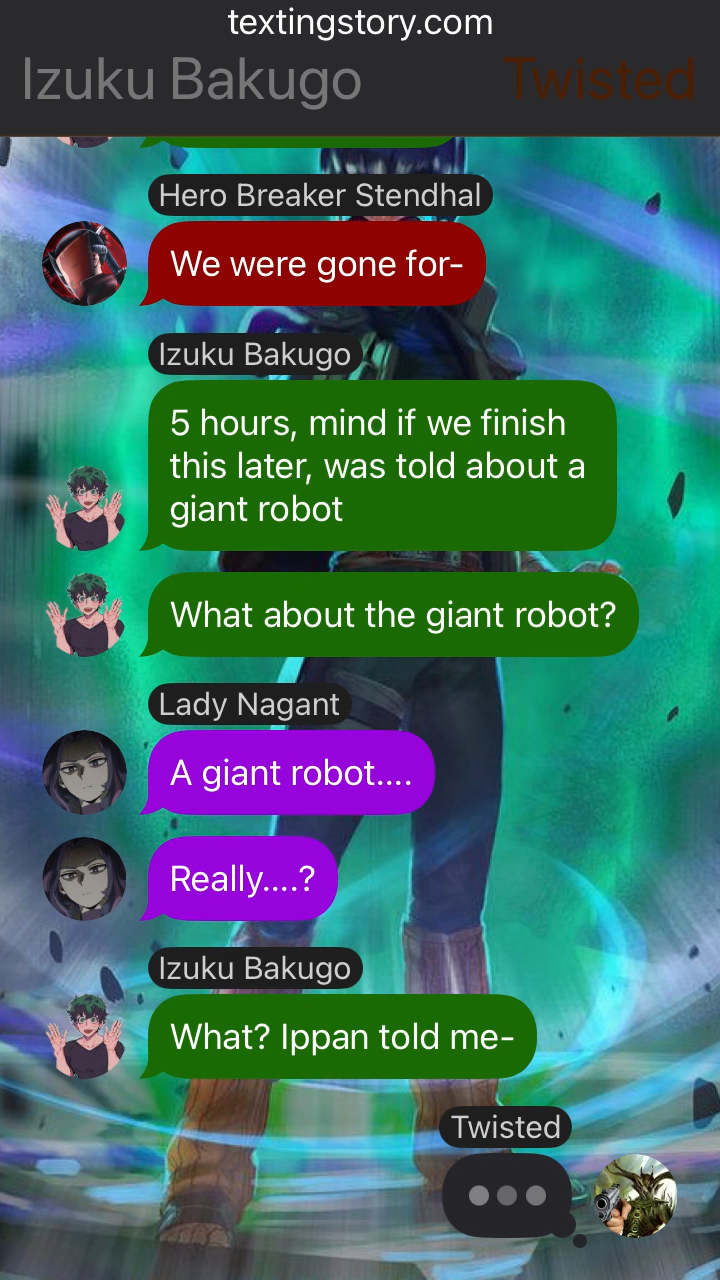 textingstory.com
Izuku Bakugo
Twisted
Hero Breaker Stendhal
We were gone for-
Izuku Bakugo
5 hours, mind if we finish
this later, was told about a
giant robot
What about the giant robot?
Lady Nagant
A giant robot....
Really....?
Izuku Bakugo
What? Ippan told me-
Twisted